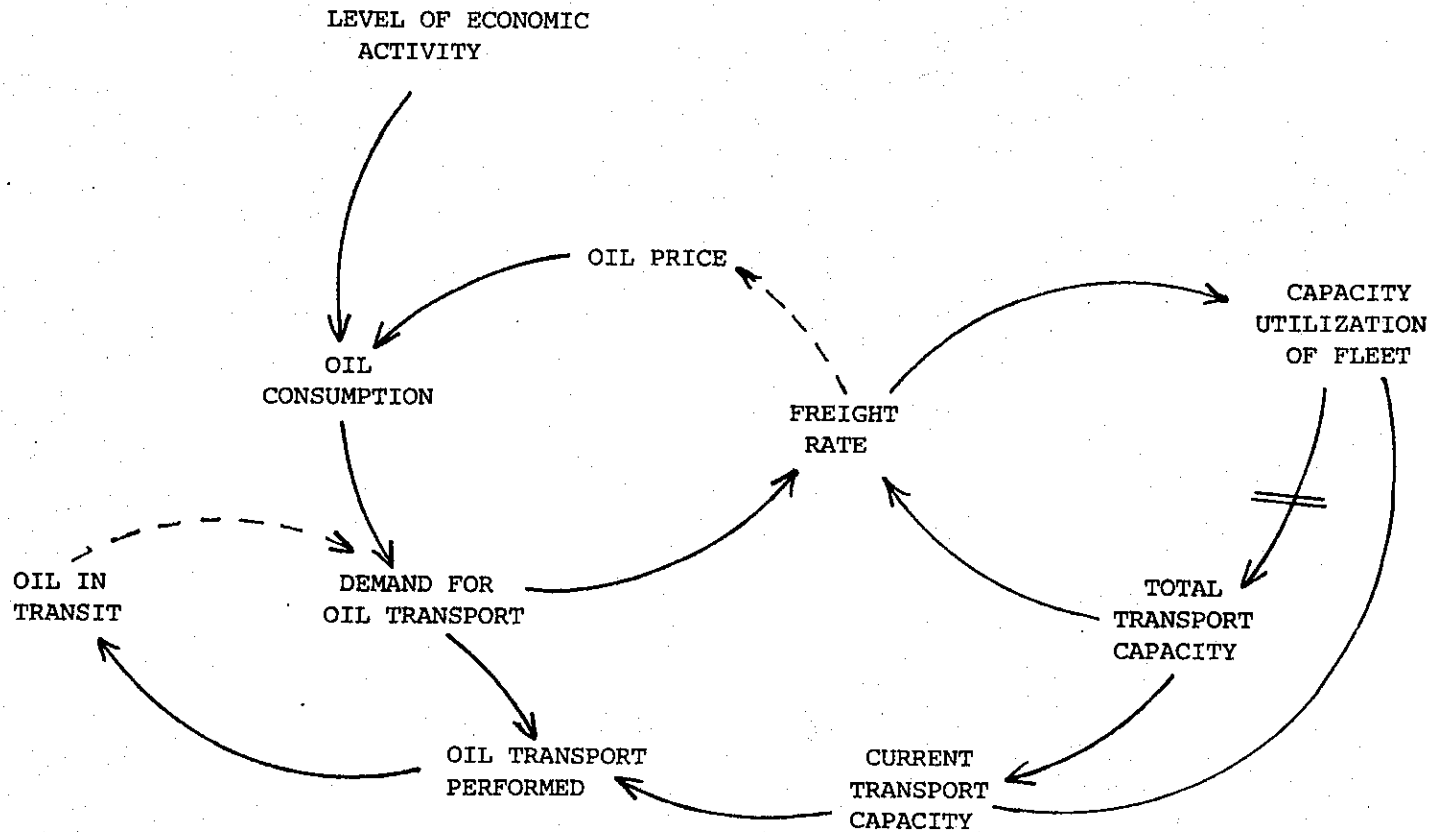 LEVEL OF ECONOMIC
ACTIVITY
OIL PRICE
CAPACITY
UTILIZATION
OF FLEET
OIL
CONSUMPTION
FREIGHT
RATE
OIL IN
TRANSIT
DEMAND FOR
OIL TRANSPORT
TOTAL
TRANSPORT
CAPACITY
OIL TRANSPORT
PERFORMED
CURRENT
TRANSPORT
CAPACITY